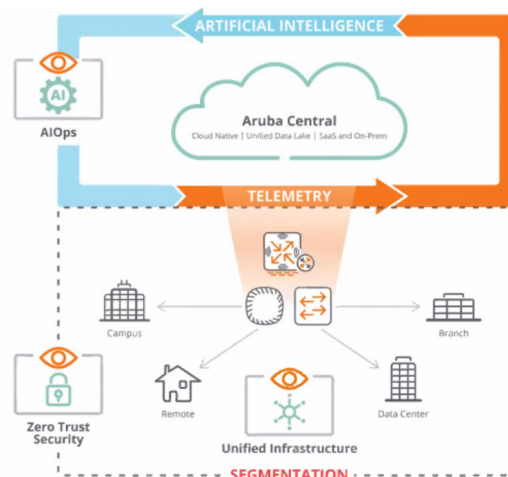 ARTIFICIAL INTELLIGENCE
AI
AIOps
Aruba Central
Cloud Native | Unified Data Lake | SaaS and On-Prem
TELEMETRY
Campus
Branch
Remote
Data Center
Zero Trust
Security
Unified Infrastructure
SEGMENTATION